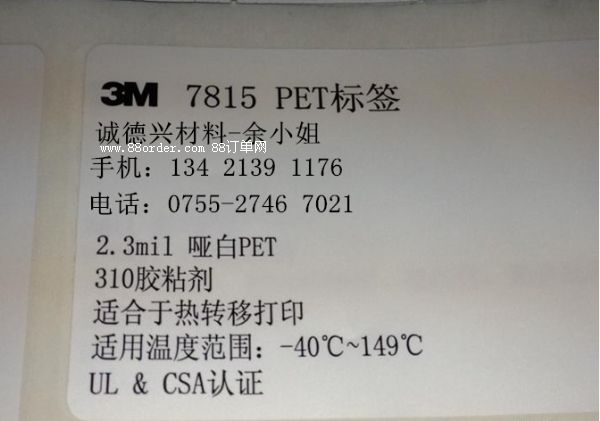 3M 7815 PET标签
诚德兴材料-余小姐
www.88order.com 88订单网
手机：134 2139 1176
电话：0755-2746 7021
2.3mil 哑白PET
310胶粘剂
适合于热转移打印
适用温度范围：-40℃~149℃
UL & CSA认证